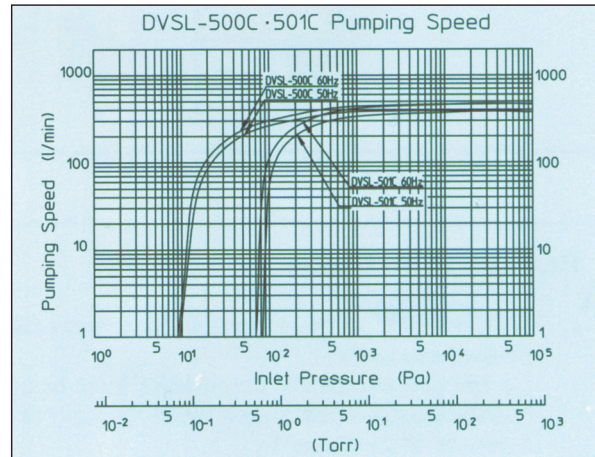 DVSL-500C·501C Pumping Speed
1000 1000
DVSL-500C 60Hz
DVSL-500C 50Hz
100 100
DVSL-501C 60Hz
DVSL-501C 50Hz
10 10
1 1
Pumping Speed (l/min)
10⁰ 5 10¹ 5 10² 5 10³ 5 10⁴ 5 10⁵
Inlet Pressure (Pa)
10⁻² 5 10⁻¹ 5 10⁰ 5 10¹ 5 10² 5 10³
(Torr)